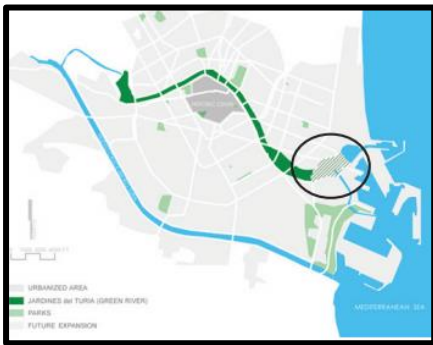 HISTORIC CENTER
URBANIZED AREA
JARDINES del TURIA (GREEN RIVER)
PARKS
FUTURE EXPANSION
MEDITERRANEAN SEA